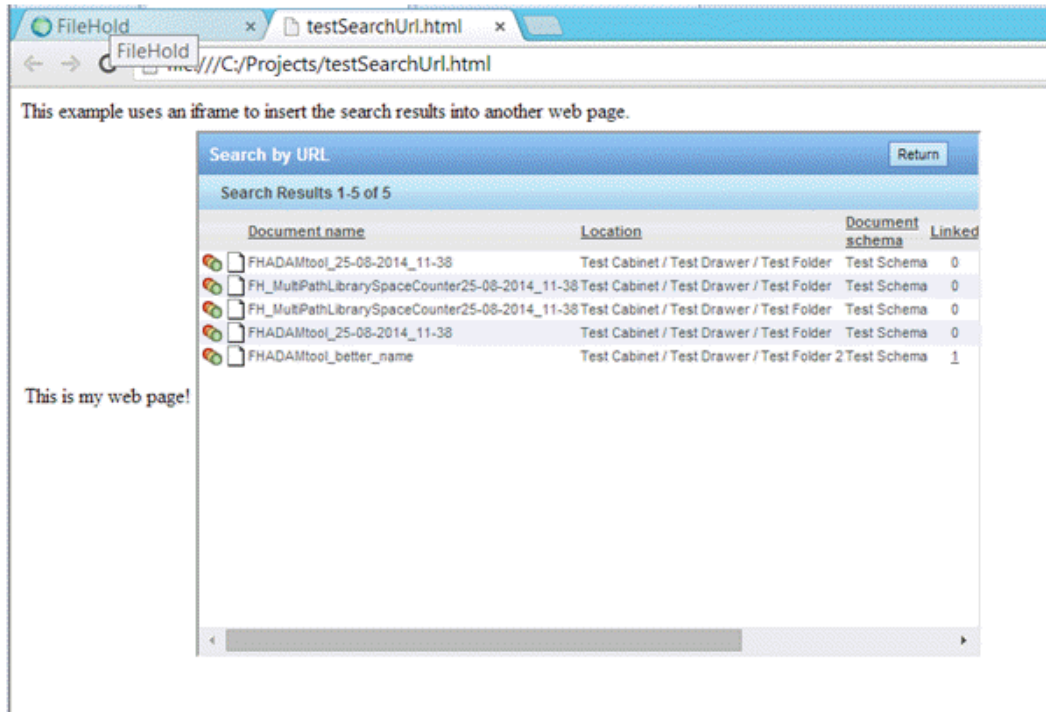 FileHold × testSearchUrl.html ×
FileHold
///C:/Projects/testSearchUrl.html
This example uses an iframe to insert the search results into another web page.
Search by URL Return
Search Results 1-5 of 5
Document name Location Document schema Linked
FHADAMtool_25-08-2014_11-38 Test Cabinet / Test Drawer / Test Folder Test Schema 0
FH_MultiPathLibrarySpaceCounter25-08-2014_11-38 Test Cabinet / Test Drawer / Test Folder Test Schema 0
FH_MultiPathLibrarySpaceCounter25-08-2014_11-38 Test Cabinet / Test Drawer / Test Folder Test Schema 0
FHADAMtool_25-08-2014_11-38 Test Cabinet / Test Drawer / Test Folder Test Schema 0
FHADAMtool_better_name Test Cabinet / Test Drawer / Test Folder 2 Test Schema 1
This is my web page!